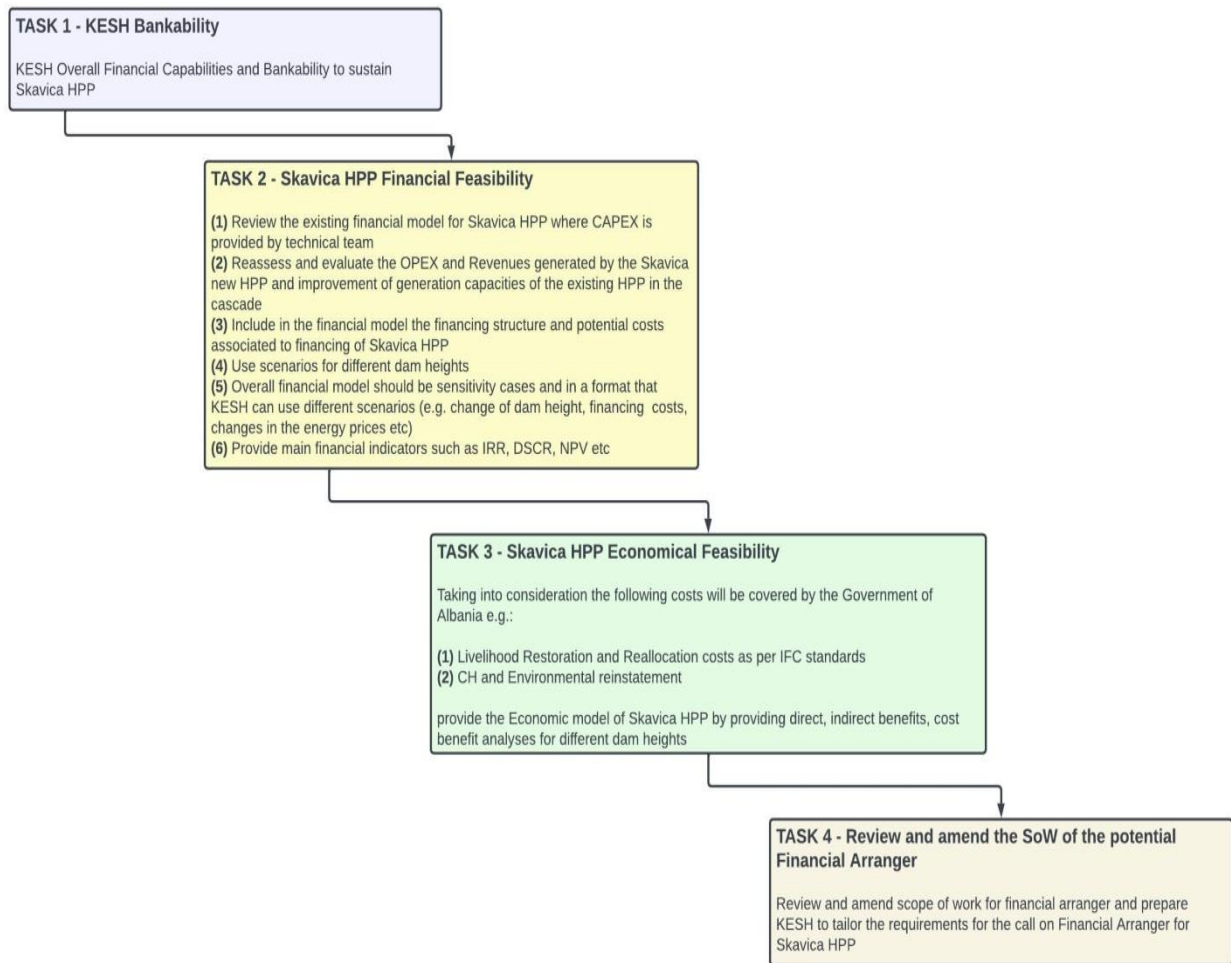 TASK 1 - KESH Bankability
KESH Overall Financial Capabilities and Bankability to sustain
Skavica HPP
TASK 2 - Skavica HPP Financial Feasibility
(1) Review the existing financial model for Skavica HPP where CAPEX is
provided by technical team
(2) Reassess and evaluate the OPEX and Revenues generated by the Skavica
new HPP and improvement of generation capacities of the existing HPP in the
cascade
(3) Include in the financial model the financing structure and potential costs
associated to financing of Skavica HPP
(4) Use scenarios for different dam heights
(5) Overall financial model should be sensitivity cases and in a format that
KESH can use different scenarios (e.g. change of dam height, financing costs,
changes in the energy prices etc)
(6) Provide main financial indicators such as IRR, DSCR, NPV etc
TASK 3 - Skavica HPP Economical Feasibility
Taking into consideration the following costs will be covered by the Government of
Albania e.g.:
(1) Livelihood Restoration and Reallocation costs as per IFC standards
(2) CH and Environmental reinstatement
provide the Economic model of Skavica HPP by providing direct, indirect benefits, cost
benefit analyses for different dam heights
TASK 4 - Review and amend the SoW of the potential
Financial Arranger
Review and amend scope of work for financial arranger and prepare
KESH to tailor the requirements for the call on Financial Arranger for
Skavica HPP